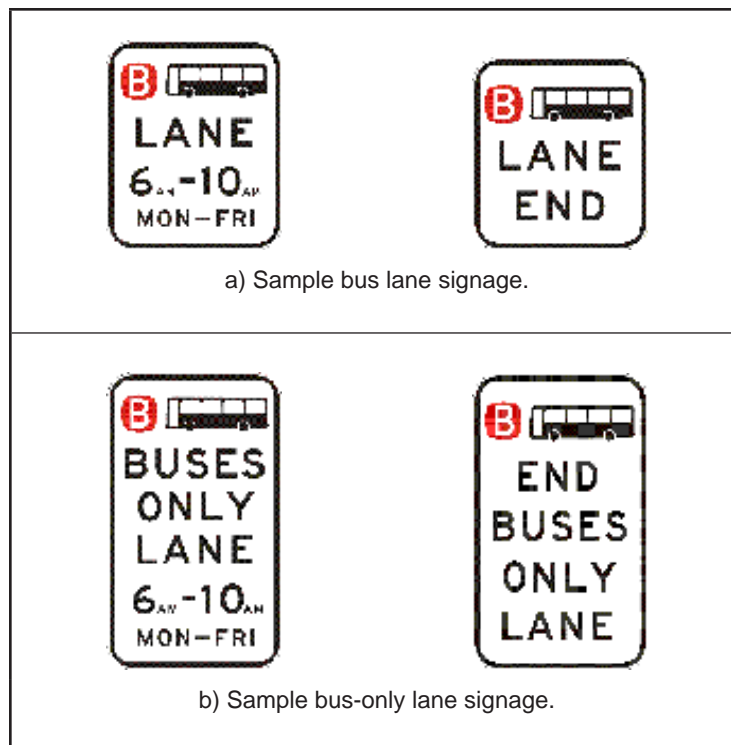 B
LANE
6AM-10AM
MON-FRI
B
LANE
END
a) Sample bus lane signage.
B
BUSES
ONLY
LANE
6AM-10AM
MON-FRI
B
END
BUSES
ONLY
LANE
b) Sample bus-only lane signage.